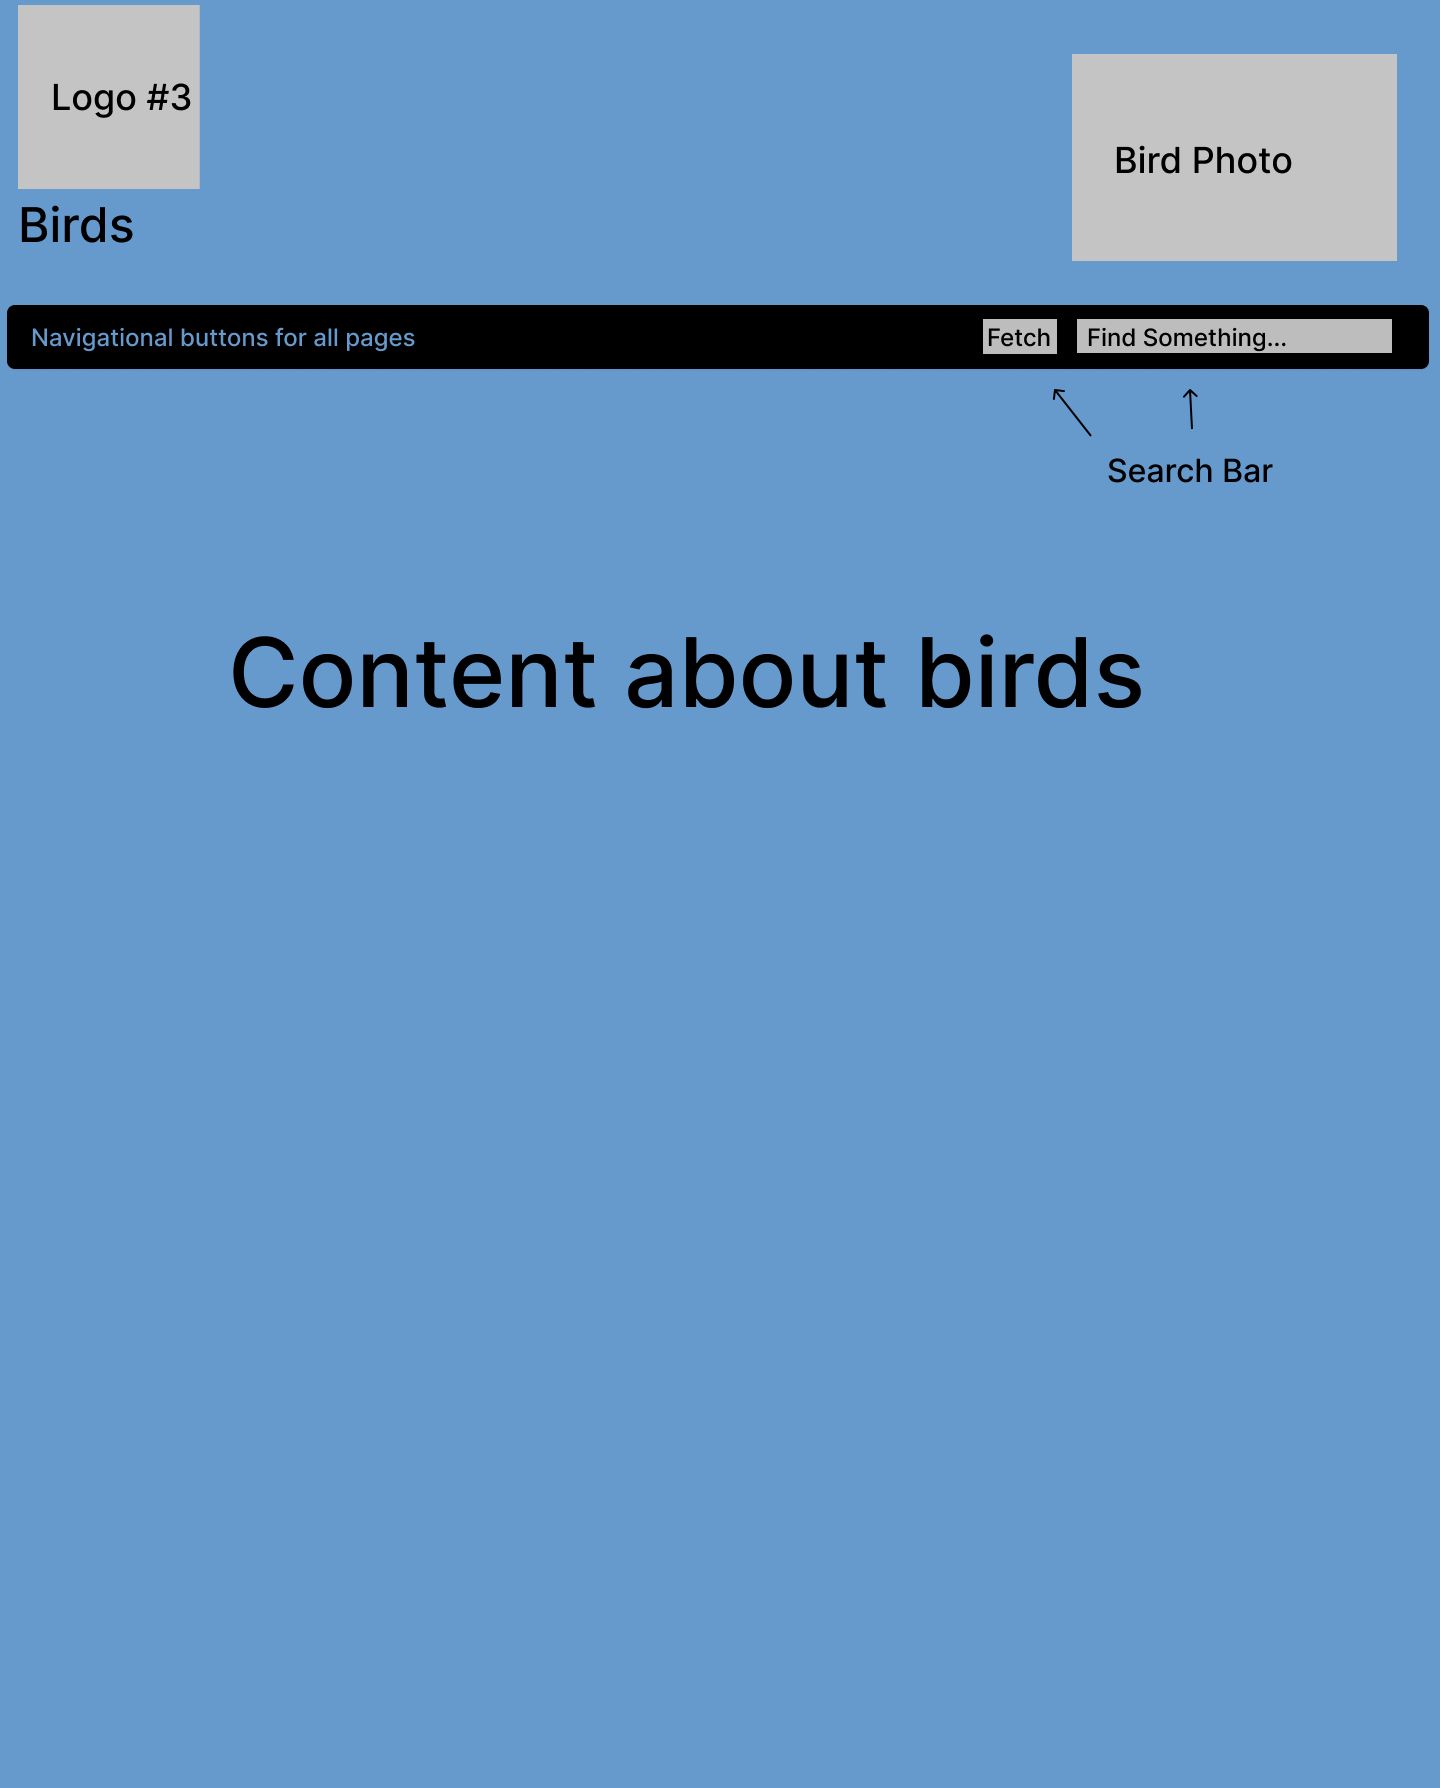 Logo #3
Bird Photo
Birds
Navigational buttons for all pages
Fetch
Find Something...
Search Bar
Content about birds